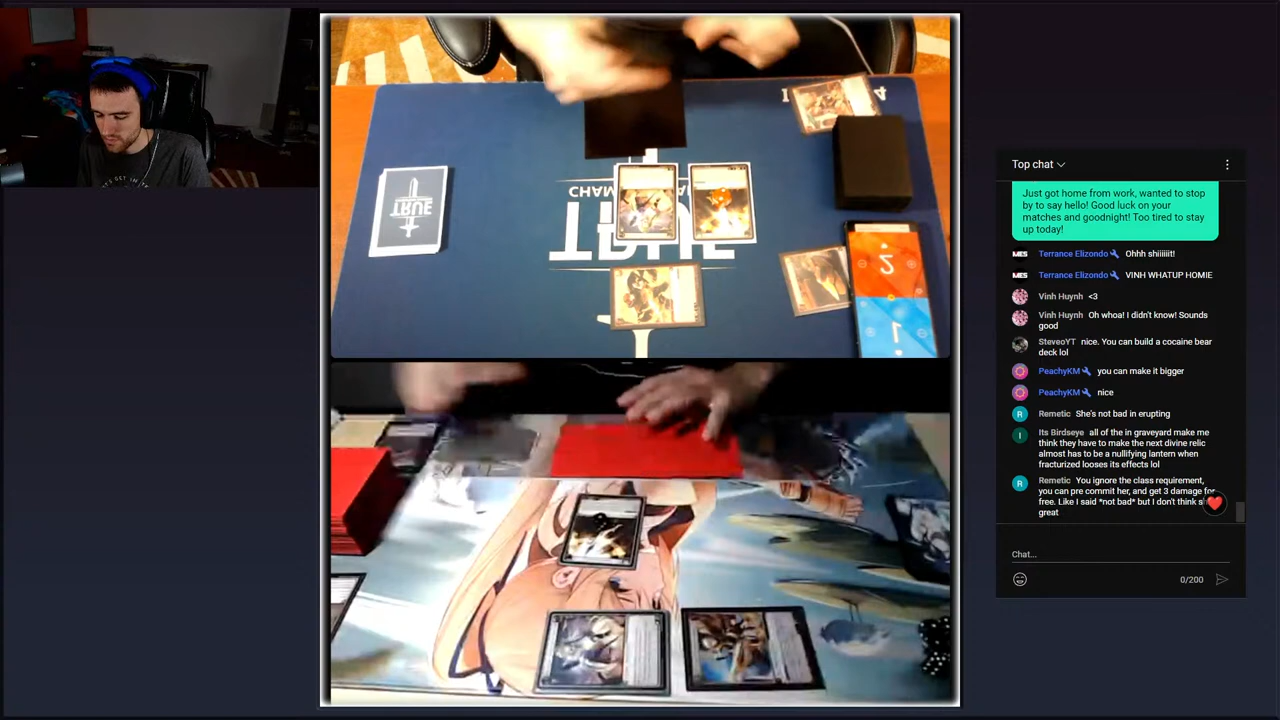 Top chat
Just got home from work, wanted to stop
by to say hello! Good luck on your
matches and goodnight! Too tired to stay
up today!
Terrance Elizondo Ohhh shiiiiiit!
Terrance Elizondo VINH WHATUP HOMIE
Vinh Huynh <3
Vinh Huynh Oh whoa! I didn't know! Sounds
good
SteveoYT nice. You can build a cocaine bear
deck lol
PeachyKM you can make it bigger
PeachyKM nice
R Remetic She's not bad in erupting
I Its Birdseye all of the in graveyard make me
think they have to make the next divine relic
almost has to be a nullifying lantern when
fracturized looses its effects lol
R Remetic You ignore the class requirement,
you can pre commit her, and get 3 damage for
free. Like I said *not bad* but I don't think
great
Chat...
0/200
TRUE
TRUE
2
1